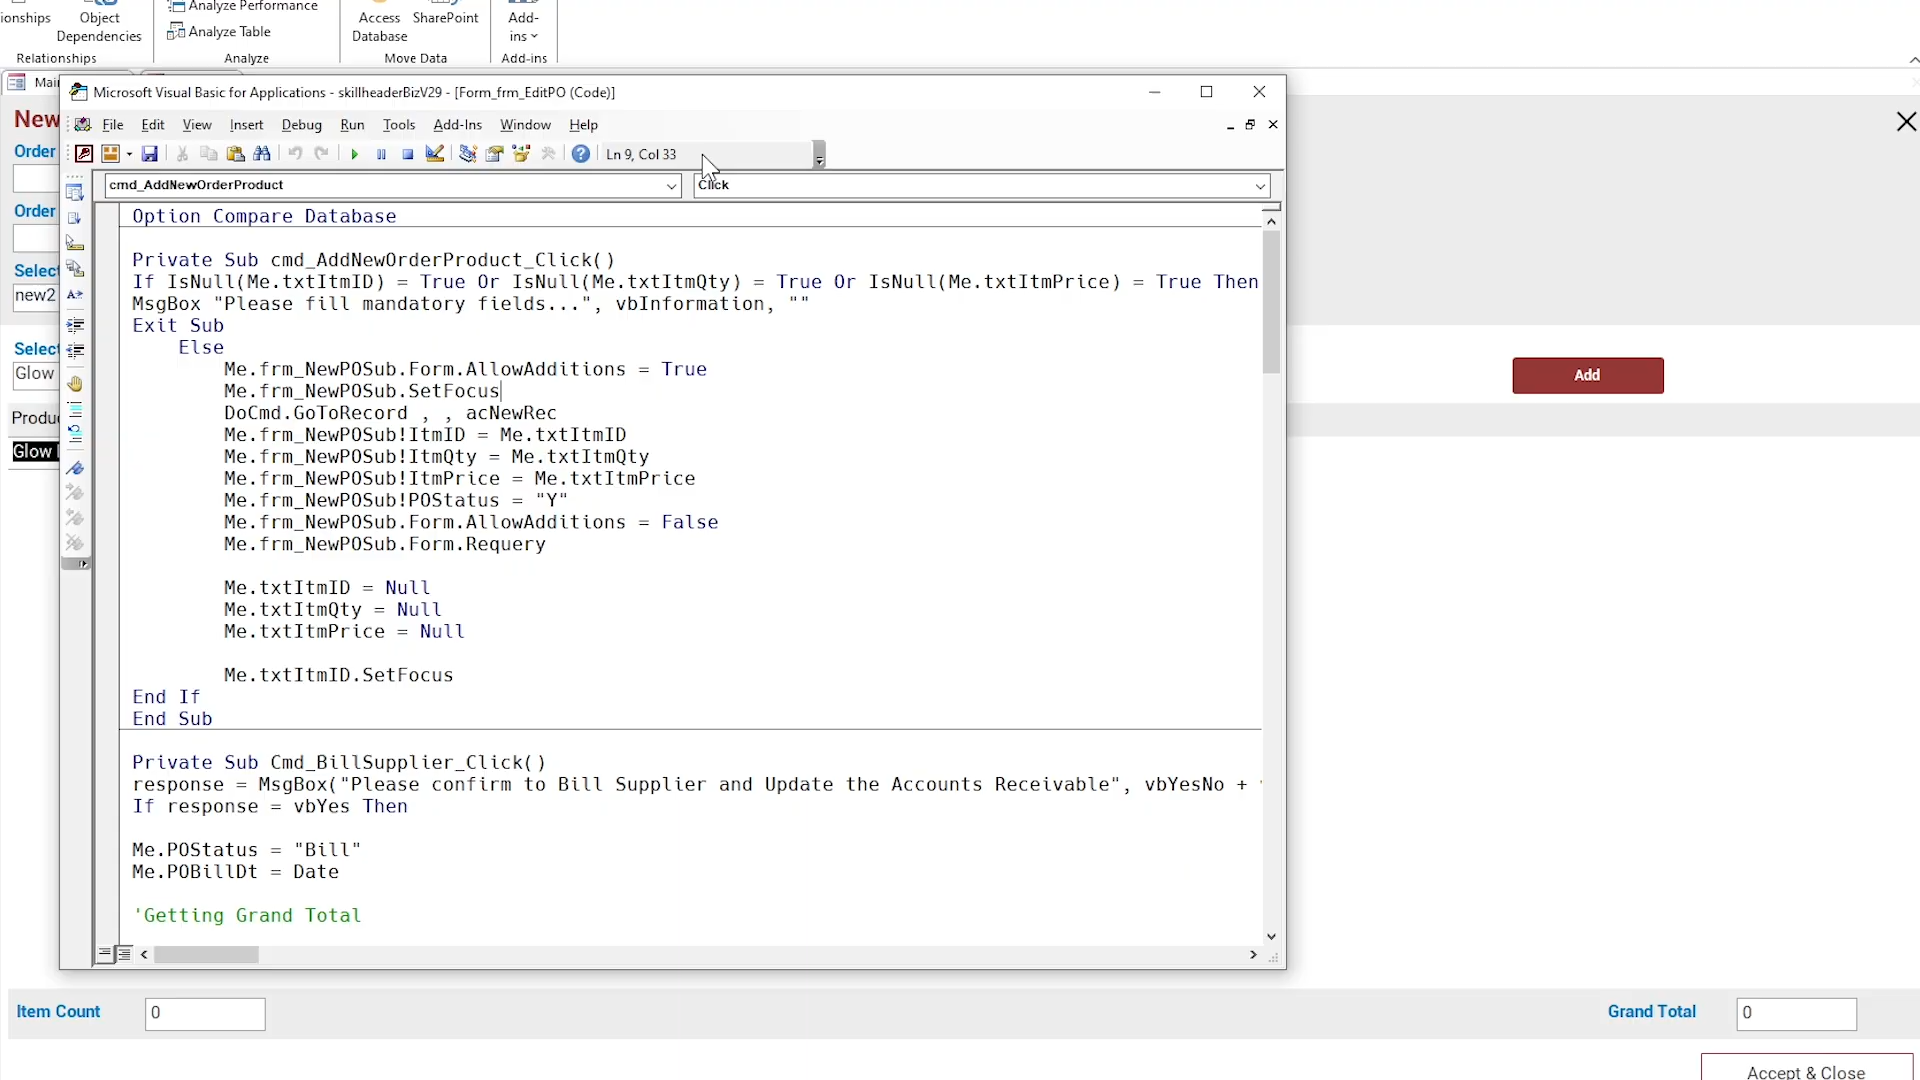 ionships
Object
Dependencies
Relationships
Analyze Performance
Analyze Table
Analyze
Access
Database
SharePoint
Move Data
Add-
ins
Add-ins
Mai
Microsoft Visual Basic for Applications - skillheaderBizV29 - [Form_frm_EditPO (Code)]
File Edit View Insert Debug Run Tools Add-Ins Window Help
Ln 9, Col 33
cmd_AddNewOrderProduct
Click
Option Compare Database
Private Sub cmd_AddNewOrderProduct_Click()
If IsNull(Me.txtItmID) = True Or IsNull(Me.txtItmQty) = True Or IsNull(Me.txtItmPrice) = True Then
MsgBox "Please fill mandatory fields...", vbInformation, ""
Exit Sub
Else
Me.frm_NewPOSub.Form.AllowAdditions = True
Me.frm_NewPOSub.SetFocus
DoCmd.GoToRecord , , acNewRec
Me.frm_NewPOSub!ItmID = Me.txtItmID
Me.frm_NewPOSub!ItmQty = Me.txtItmQty
Me.frm_NewPOSub!ItmPrice = Me.txtItmPrice
Me.frm_NewPOSub!POStatus = "Y"
Me.frm_NewPOSub.Form.AllowAdditions = False
Me.frm_NewPOSub.Form.Requery
Me.txtItmID = Null
Me.txtItmQty = Null
Me.txtItmPrice = Null
Me.txtItmID.SetFocus
End If
End Sub
Private Sub Cmd_BillSupplier_Click()
response = MsgBox("Please confirm to Bill Supplier and Update the Accounts Receivable", vbYesNo +
If response = vbYes Then
Me.POStatus = "Bill"
Me.POBillDt = Date
'Getting Grand Total
New
Order
Order
Select
new2
Select
Glow
Add
Produ
Glow
Item Count
0
Grand Total
0
Accept & Close